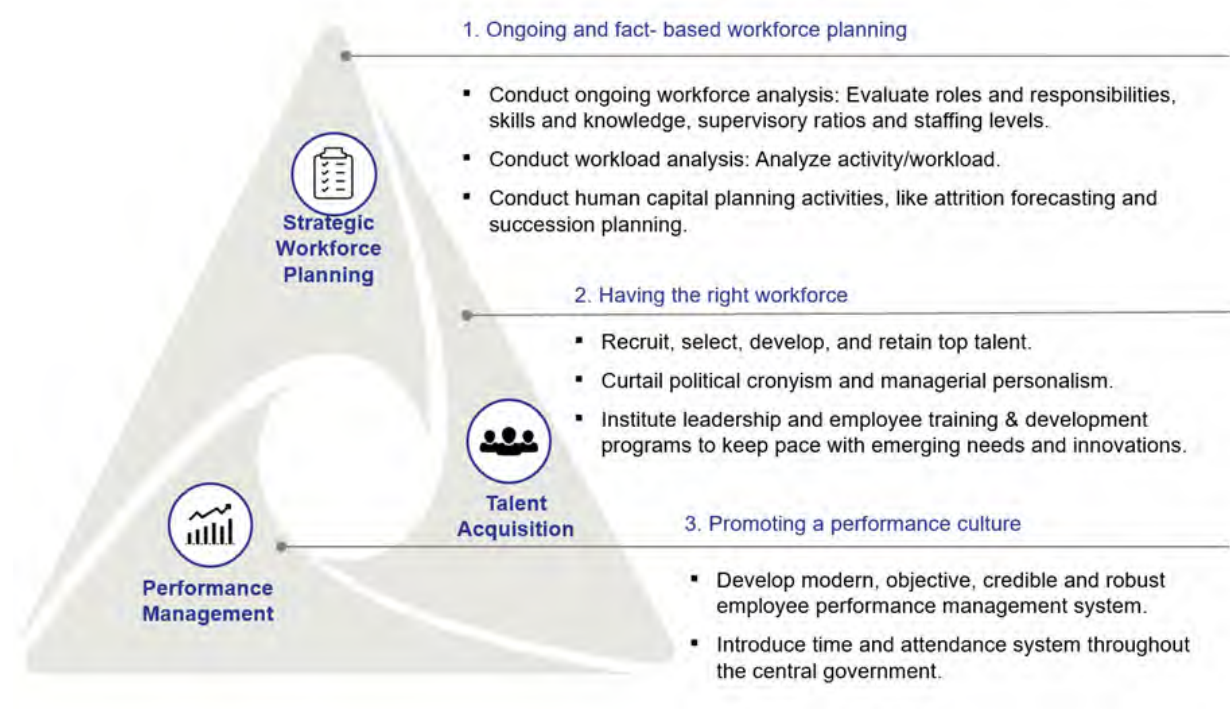 1. Ongoing and fact- based workforce planning
▪ Conduct ongoing workforce analysis: Evaluate roles and responsibilities,
skills and knowledge, supervisory ratios and staffing levels.
▪ Conduct workload analysis: Analyze activity/workload.
▪ Conduct human capital planning activities, like attrition forecasting and
succession planning.
Strategic
Workforce
Planning
2. Having the right workforce
▪ Recruit, select, develop, and retain top talent.
▪ Curtail political cronyism and managerial personalism.
▪ Institute leadership and employee training & development
programs to keep pace with emerging needs and innovations.
Talent
Acquisition
3. Promoting a performance culture
▪ Develop modern, objective, credible and robust
employee performance management system.
▪ Introduce time and attendance system throughout
the central government.
Performance
Management